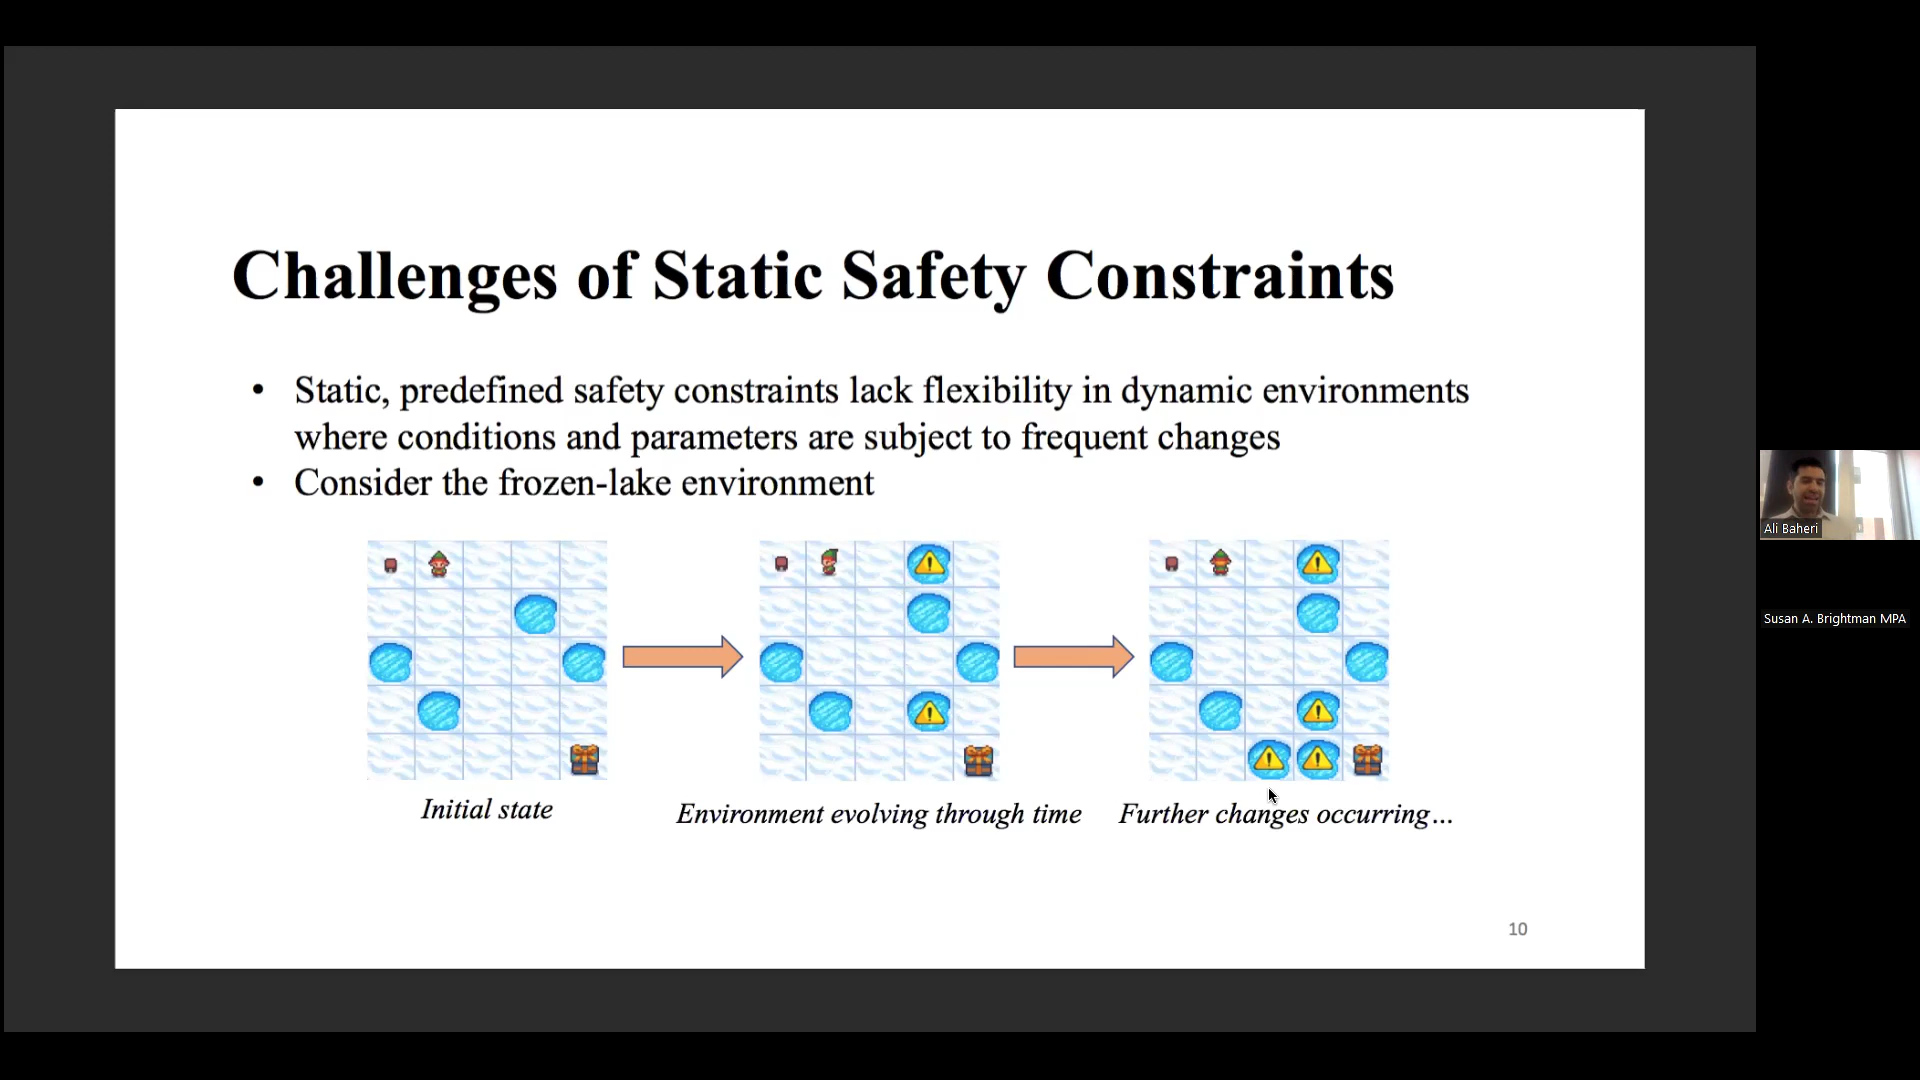 Challenges of Static Safety Constraints
• Static, predefined safety constraints lack flexibility in dynamic environments
where conditions and parameters are subject to frequent changes
• Consider the frozen-lake environment
Initial state
Environment evolving through time
Further changes occurring...
10
Ali Baheri
Susan A. Brightman MPA